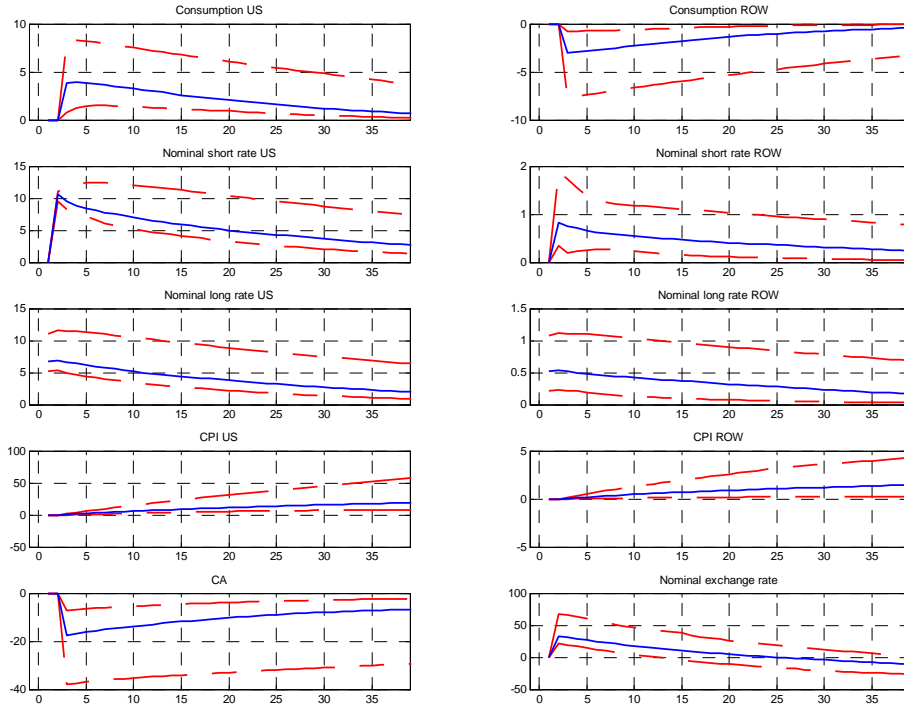 Consumption US
10
5
0
0 5 10 15 20 25 30 35
Consumption ROW
0
-5
-10
0 5 10 15 20 25 30 35
Nominal short rate US
15
10
5
0
0 5 10 15 20 25 30 35
Nominal short rate ROW
2
1
0
0 5 10 15 20 25 30 35
Nominal long rate US
15
10
5
0
0 5 10 15 20 25 30 35
Nominal long rate ROW
1.5
1
0.5
0
0 5 10 15 20 25 30 35
CPI US
100
50
0
-50
0 5 10 15 20 25 30 35
CPI ROW
5
0
-5
0 5 10 15 20 25 30 35
CA
0
-20
-40
0 5 10 15 20 25 30 35
Nominal exchange rate
100
50
0
-50
0 5 10 15 20 25 30 35